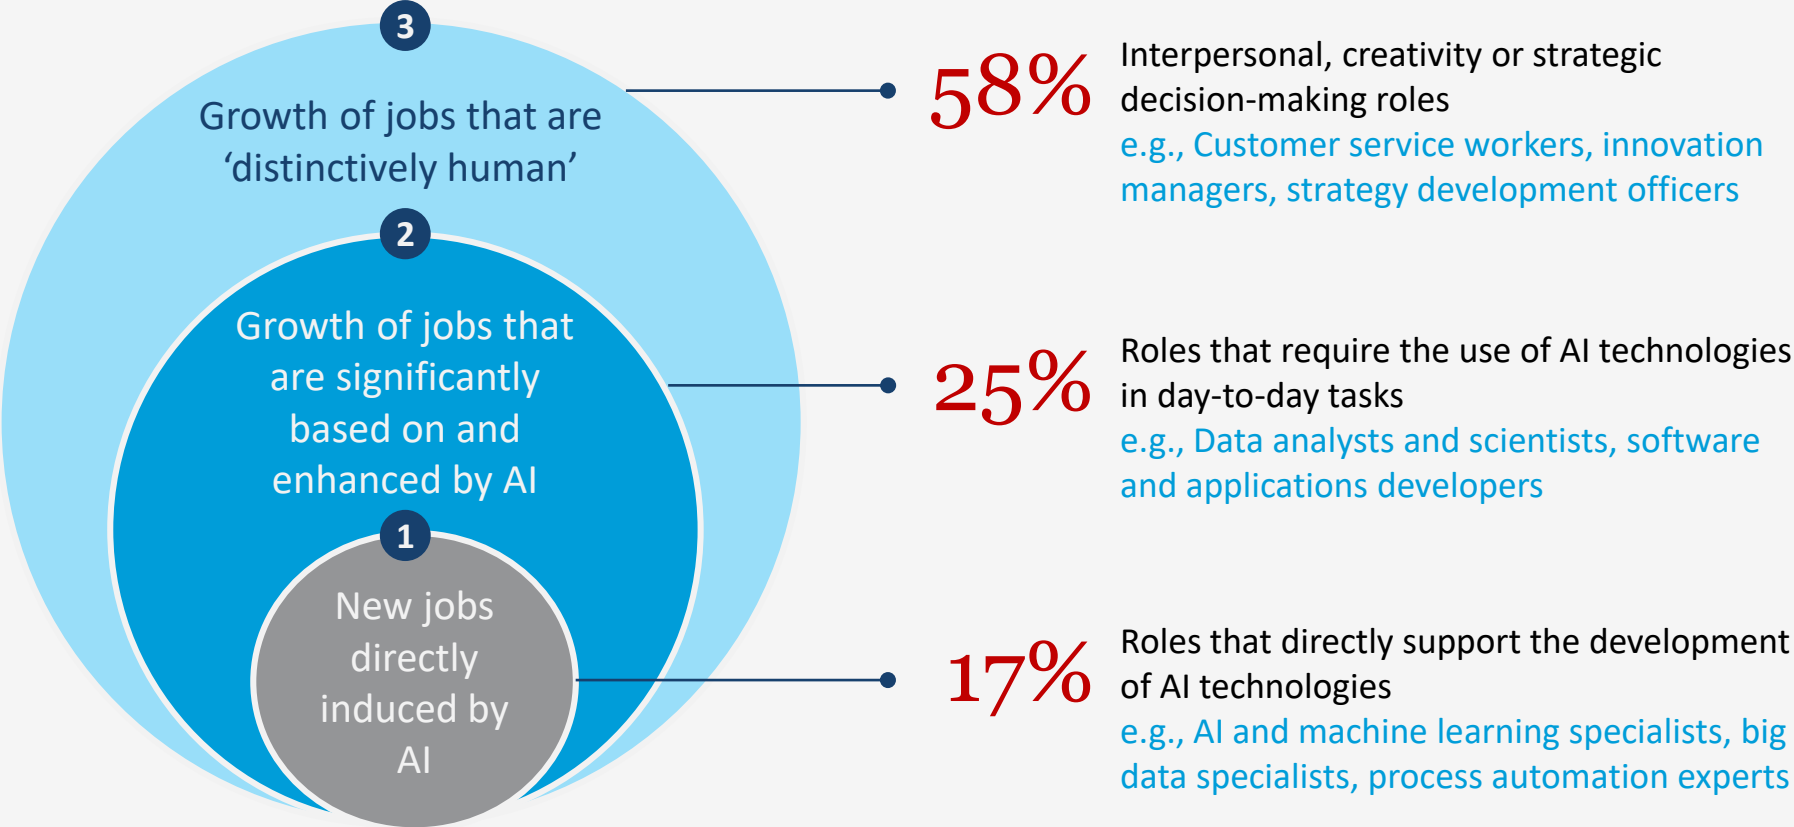 3
Growth of jobs that are
‘distinctively human’
58%
Interpersonal, creativity or strategic
decision-making roles
e.g., Customer service workers, innovation
managers, strategy development officers
2
Growth of jobs that
are significantly
based on and
enhanced by AI
25%
Roles that require the use of AI technologies
in day-to-day tasks
e.g., Data analysts and scientists, software
and applications developers
1
New jobs
directly
induced by
AI
17%
Roles that directly support the development
of AI technologies
e.g., AI and machine learning specialists, big
data specialists, process automation experts